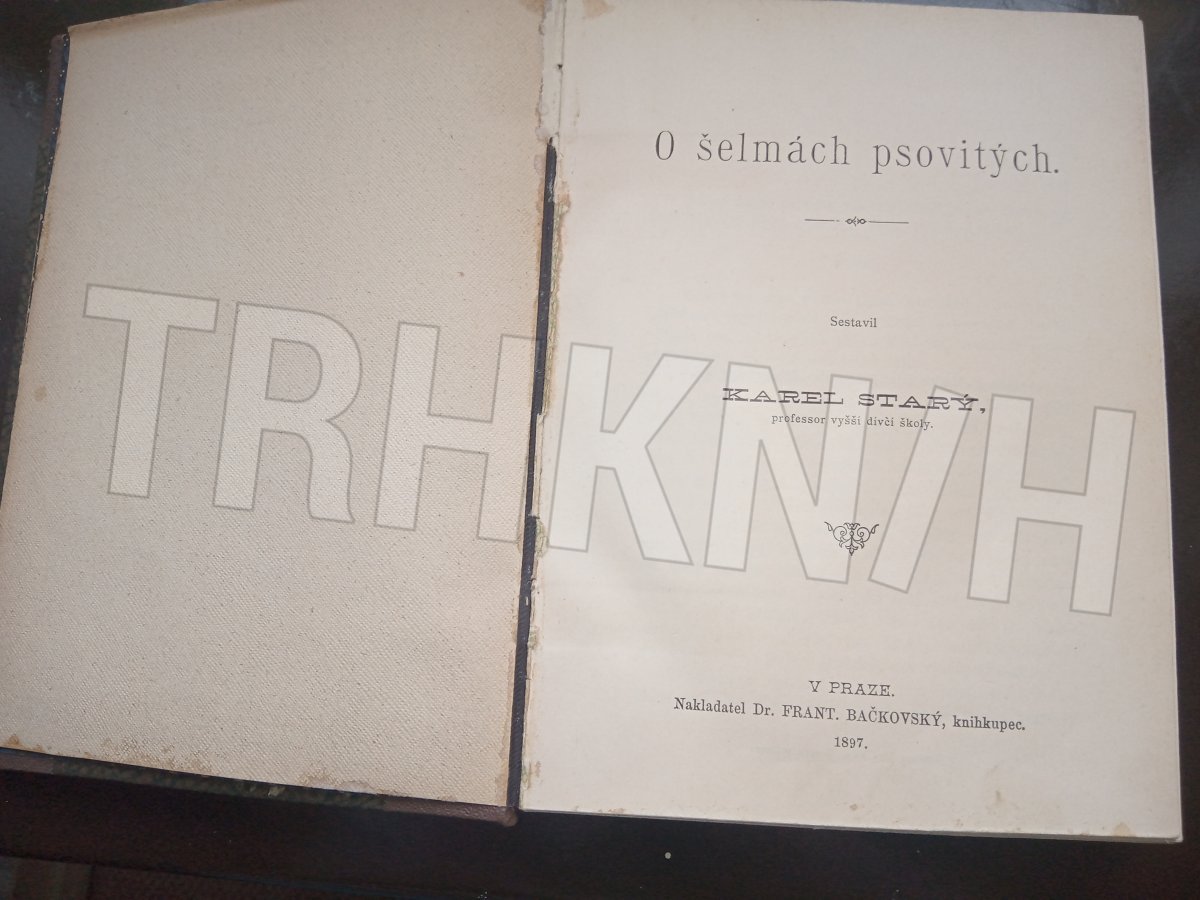 O šelmách psovitých.
Sestavil
KAREL STARÝ,
professor vyšší dívčí školy.
V PRAZE.
Nakladatel Dr. FRANT. BAČKOVSKÝ, knihkupec.
1897.
TRHKNIH